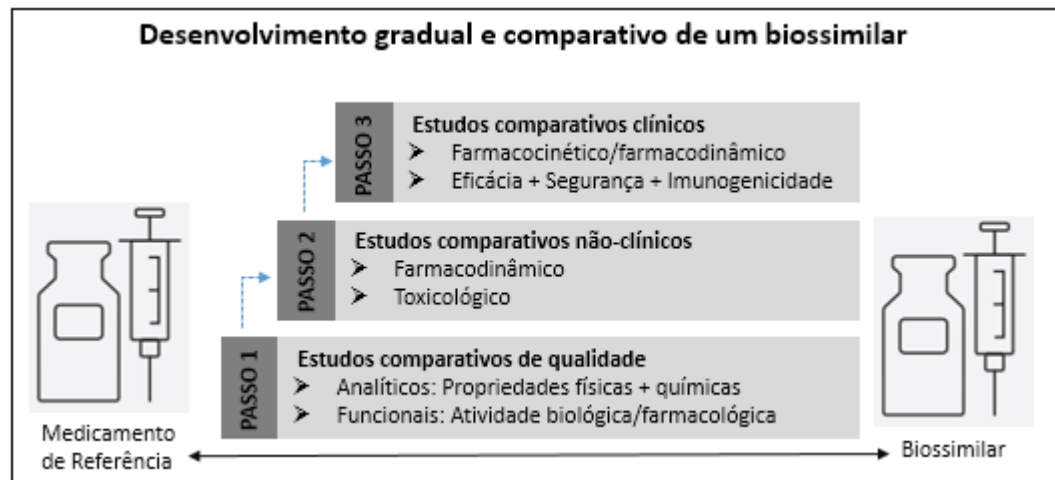 Desenvolvimento gradual e comparativo de um biossimilar
PASSO 3
Estudos comparativos clínicos
➤ Farmacocinético/farmacodinâmico
➤ Eficácia + Segurança + Imunogenicidade
PASSO 2
Estudos comparativos não-clínicos
➤ Farmacodinâmico
➤ Toxicológico
PASSO 1
Estudos comparativos de qualidade
➤ Analíticos: Propriedades físicas + químicas
➤ Funcionais: Atividade biológica/farmacológica
Medicamento
de Referência
Biossimilar